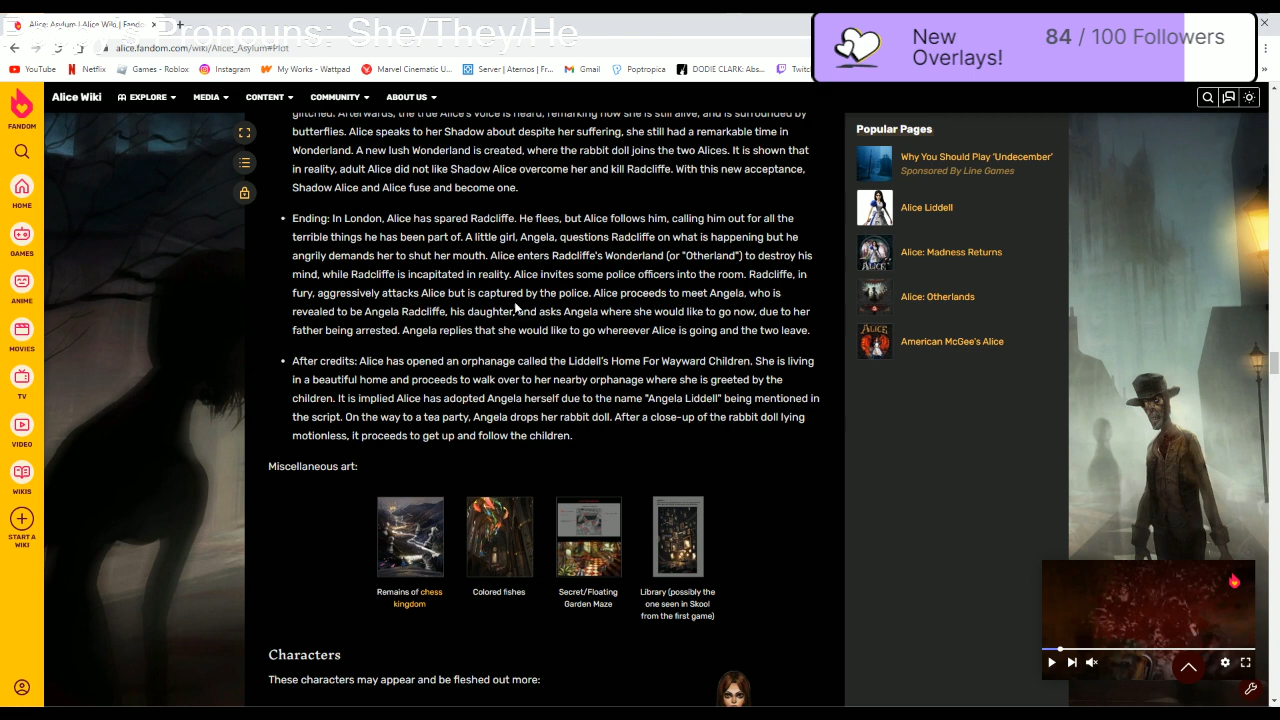 Alice: Asylum | Alice Wiki | Fando
's Pronouns: She/They/He
alice.fandom.com/wiki/Alice:_Asylum#Plot
New Overlays!
84 / 100 Followers
YouTube Netflix Games - Roblox Instagram My Works - Wattpad Marvel Cinematic U... Server | Aternos | Fr... Gmail Poptropica DODIE CLARK: Abs... Twitc
FANDOM
HOME
GAMES
ANIME
MOVIES
TV
VIDEO
WIKIS
START A
WIKI
Alice Wiki EXPLORE MEDIA CONTENT COMMUNITY ABOUT US
glitched. Afterwards, the true Alice's voice is heard, remarking how she is still alive, and is surrounded by
butterflies. Alice speaks to her Shadow about despite her suffering, she still had a remarkable time in
Wonderland. A new lush Wonderland is created, where the rabbit doll joins the two Alices. It is shown that
in reality, adult Alice did not like Shadow Alice overcome her and kill Radcliffe. With this new acceptance,
Shadow Alice and Alice fuse and become one.
• Ending: In London, Alice has spared Radcliffe. He flees, but Alice follows him, calling him out for all the
terrible things he has been part of. A little girl, Angela, questions Radcliffe on what is happening but he
angrily demands her to shut her mouth. Alice enters Radcliffe's Wonderland (or "Otherland") to destroy his
mind, while Radcliffe is incapitated in reality. Alice invites some police officers into the room. Radcliffe, in
fury, aggressively attacks Alice but is captured by the police. Alice proceeds to meet Angela, who is
revealed to be Angela Radcliffe, his daughter, and asks Angela where she would like to go now, due to her
father being arrested. Angela replies that she would like to go whereever Alice is going and the two leave.
• After credits: Alice has opened an orphanage called the Liddell's Home For Wayward Children. She is living
in a beautiful home and proceeds to walk over to her nearby orphanage where she is greeted by the
children. It is implied Alice has adopted Angela herself due to the name "Angela Liddell" being mentioned in
the script. On the way to a tea party, Angela drops her rabbit doll. After a close-up of the rabbit doll lying
motionless, it proceeds to get up and follow the children.
Miscellaneous art:
Remains of chess
kingdom
Colored fishes
Secret/Floating
Garden Maze
Library (possibly the
one seen in Skool
from the first game)
Characters
These characters may appear and be fleshed out more:
Popular Pages
Why You Should Play 'Undecember'
Sponsored By Line Games
Alice Liddell
Alice: Madness Returns
Alice: Otherlands
American McGee's Alice